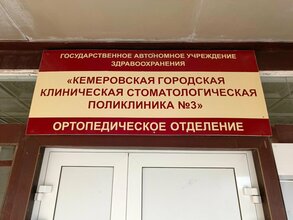 ГОСУДАРСТВЕННОЕ АВТОНОМНОЕ УЧРЕЖДЕНИЕ
ЗДРАВООХРАНЕНИЯ
«КЕМЕРОВСКАЯ ГОРОДСКАЯ
КЛИНИЧЕСКАЯ СТОМАТОЛОГИЧЕСКАЯ
ПОЛИКЛИНИКА №3»
ОРТОПЕДИЧЕСКОЕ ОТДЕЛЕНИЕ